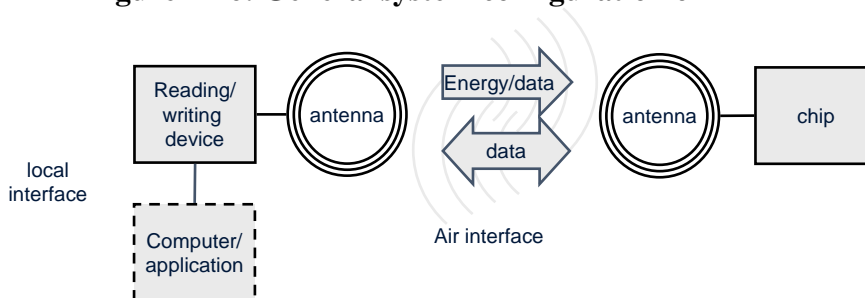 Reading/
writing
device
antenna
Energy/data
data
antenna
chip
local
interface
Computer/
application
Air interface